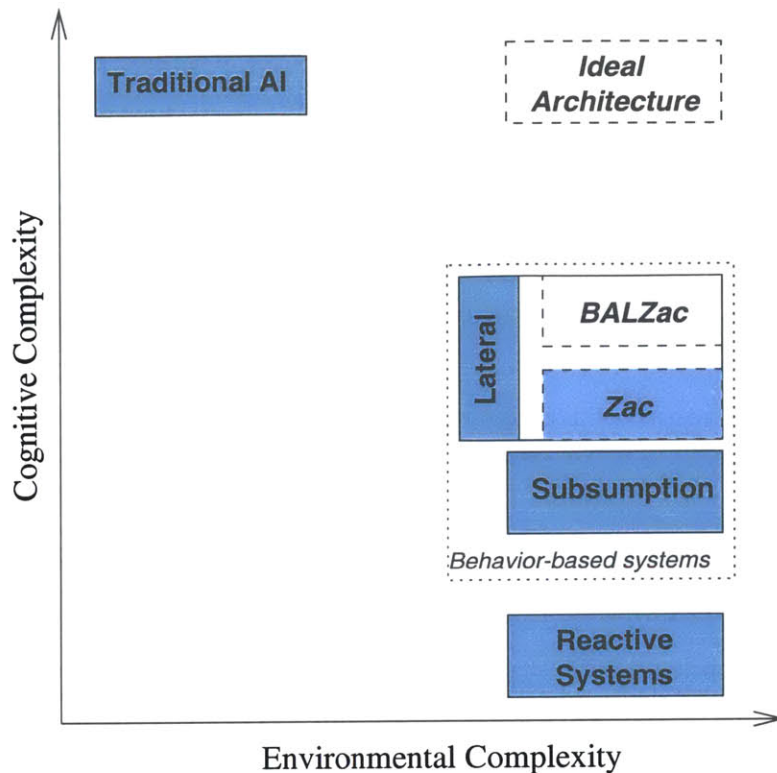 Traditional AI
Ideal
Architecture
Cognitive Complexity
Lateral
BALZac
Zac
Subsumption
Behavior-based systems
Reactive
Systems
Environmental Complexity